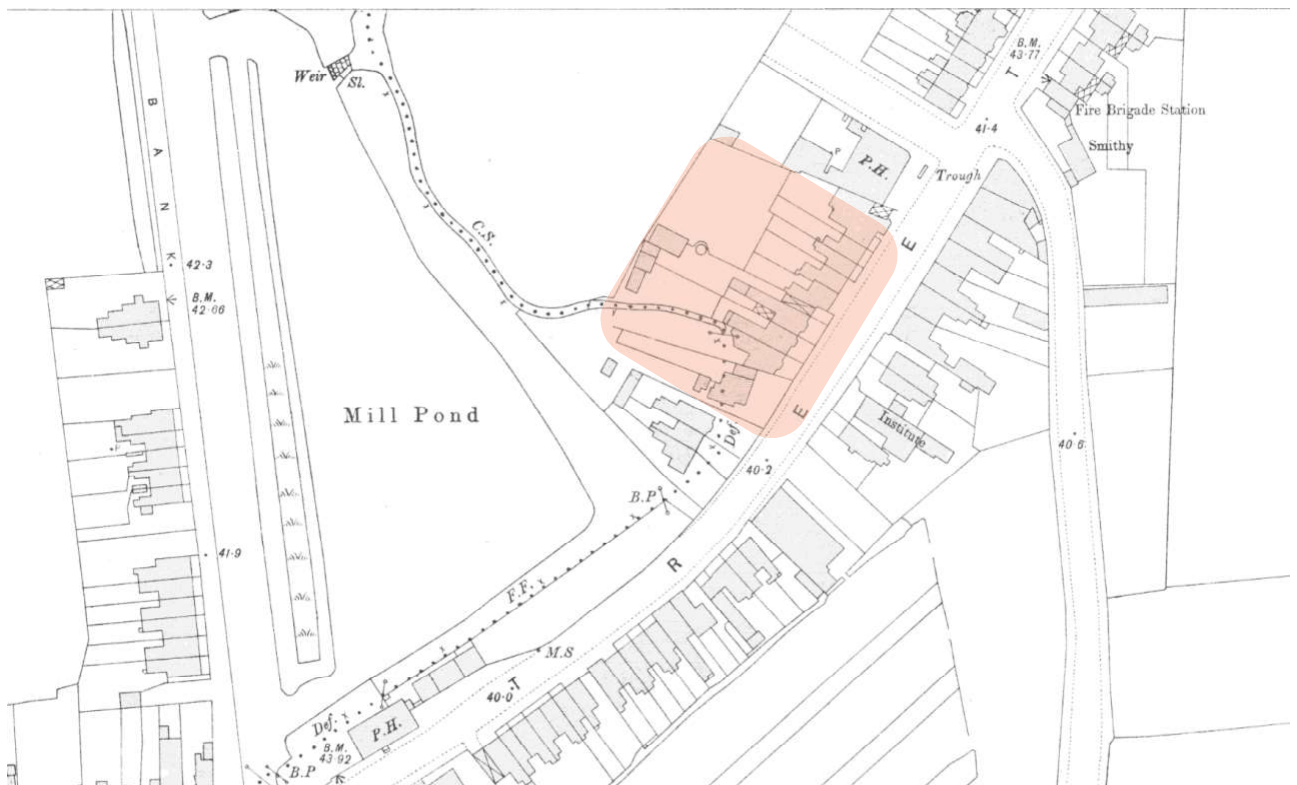 B.M.
43·77
T
Fire Brigade Station
41·4
Smithy
Weir
Sl.
BANK
P
P.H.
Trough
E
C.S.
42·3
B.M.
42·66
Mill Pond
E
Institute
Def.
40·6
40·2
P
B.P
41·9
R
F.F.
M.S
T
40·0
Def.
P.H.
B.M.
43·92
B.P